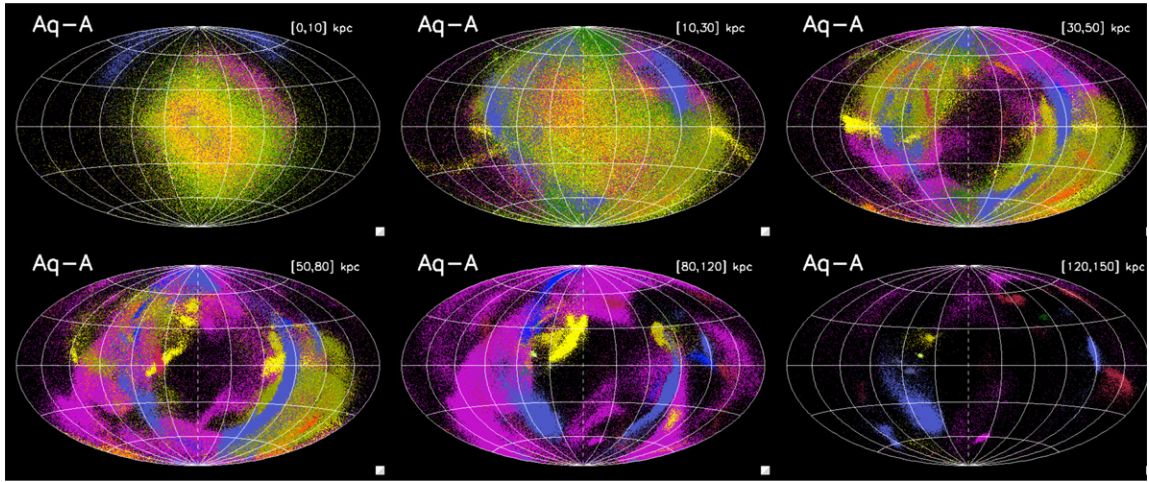 Aq-A [0,10] kpc
Aq-A [10,30] kpc
Aq-A [30,50] kpc
Aq-A [50,80] kpc
Aq-A [80,120] kpc
Aq-A [120,150] kpc